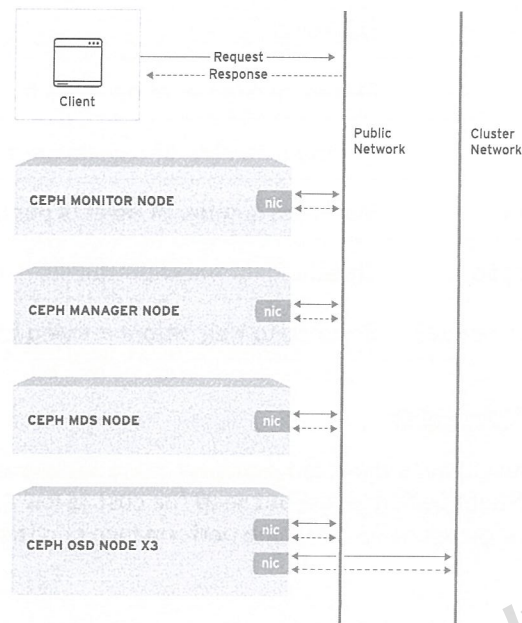 Request
Response
Client
Public
Network
Cluster
Network
CEPH MONITOR NODE
nic
CEPH MANAGER NODE
nic
CEPH MDS NODE
nic
CEPH OSD NODE X3
nic
nic